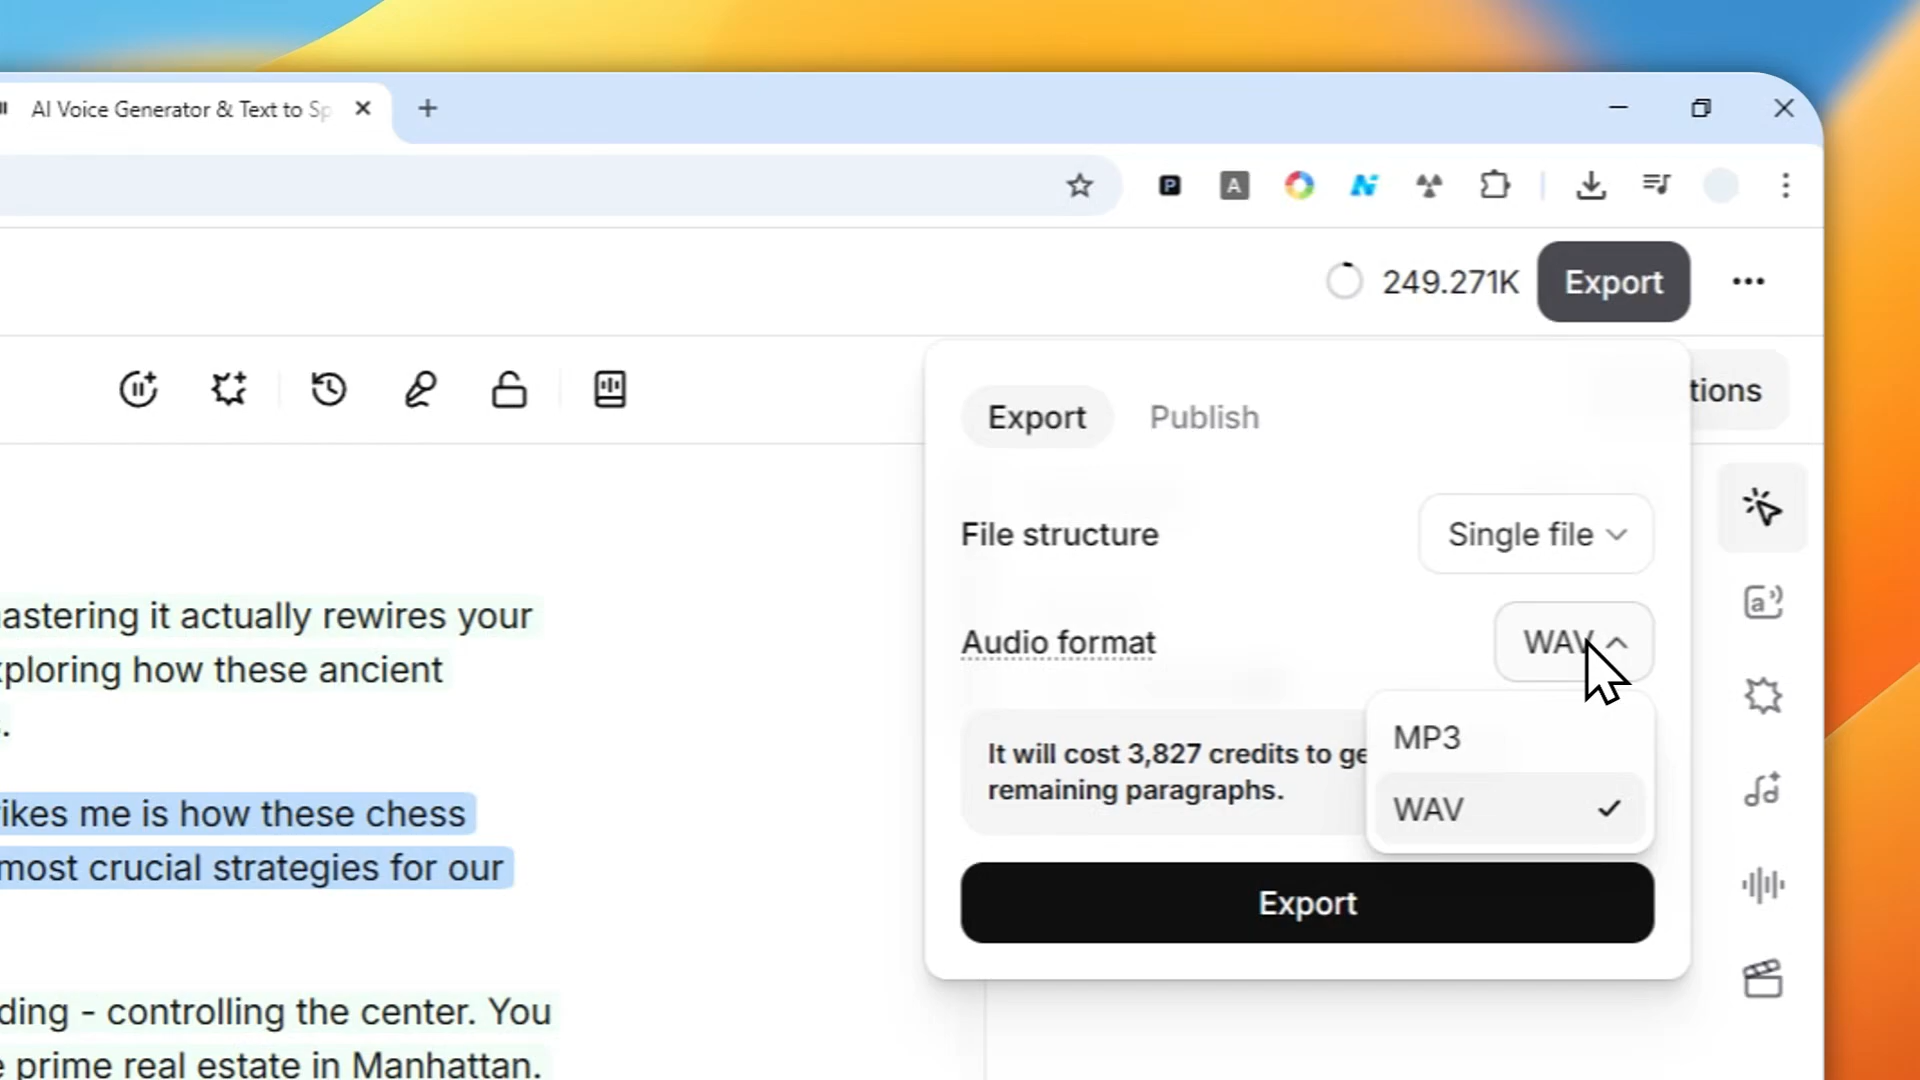 AI Voice Generator & Text to Sp
P
A
249.271K
Export
tions
Export
Publish
File structure
Single file
Audio format
WAV
MP3
WAV
It will cost 3,827 credits to ge
remaining paragraphs.
Export
astering it actually rewires your
ploring how these ancient
.
ikes me is how these chess
most crucial strategies for our
ding - controlling the center. You
e prime real estate in Manhattan.